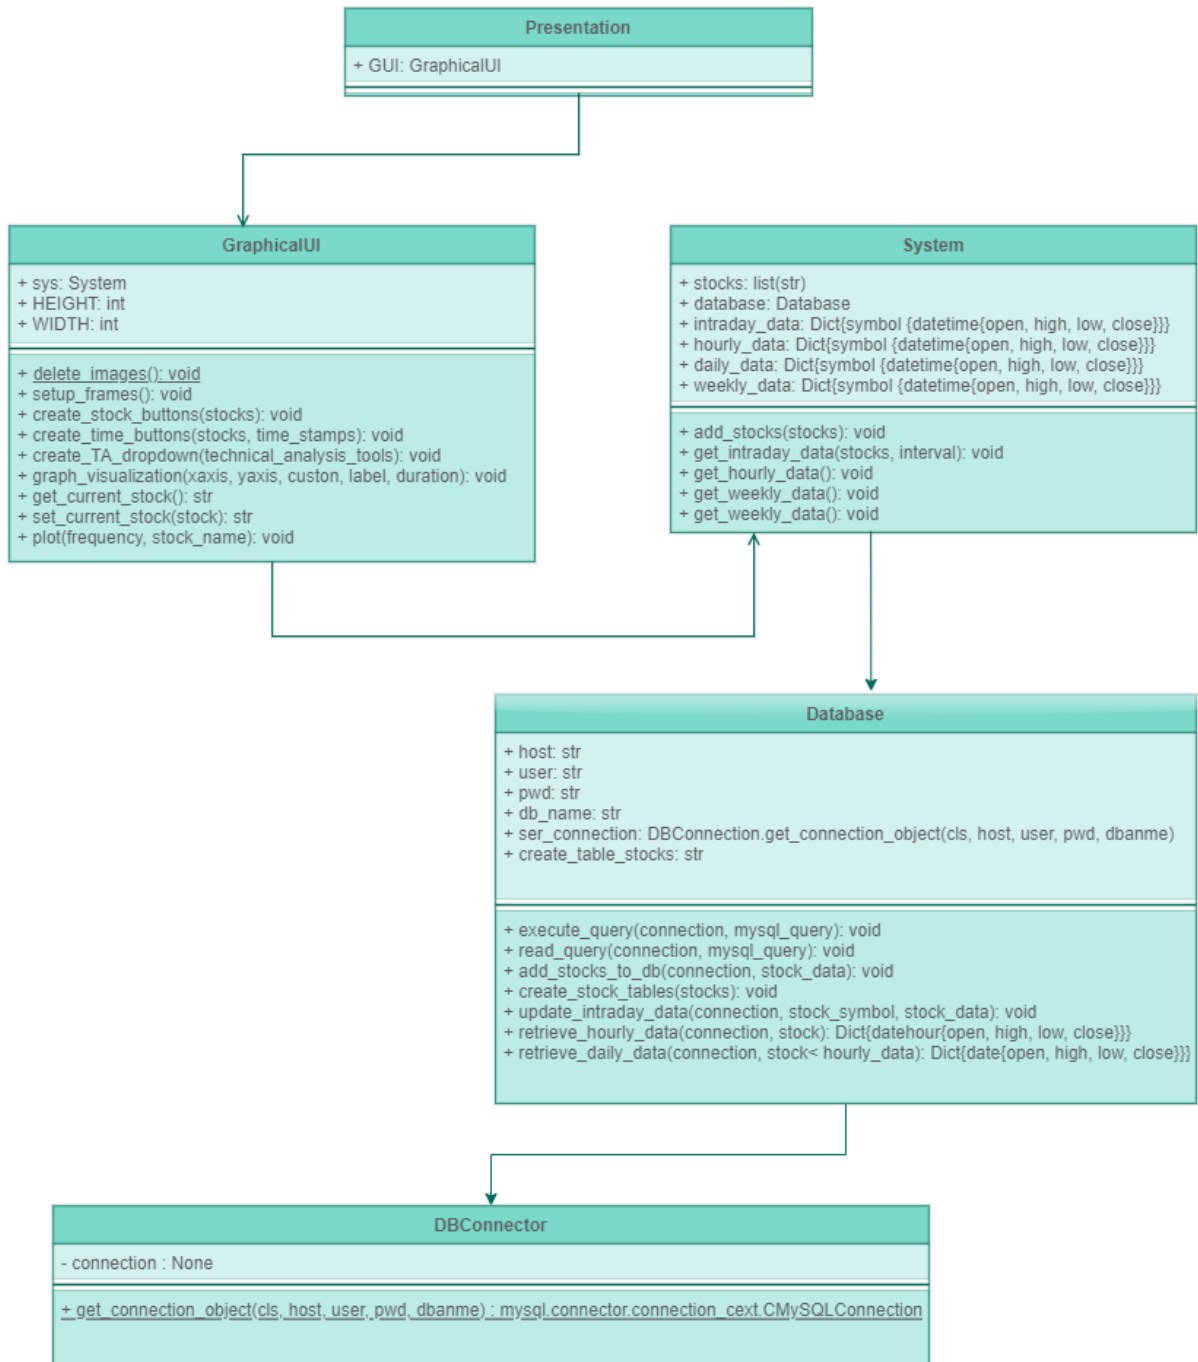 Presentation
+ GUI: GraphicalUI
GraphicalUI
+ sys: System
+ HEIGHT: int
+ WIDTH: int
+ delete_images(): void
+ setup_frames(): void
+ create_stock_buttons(stocks): void
+ create_time_buttons(stocks, time_stamps): void
+ create_TA_dropdown(technical_analysis_tools): void
+ graph_visualization(xaxis, yaxis, custon, label, duration): void
+ get_current_stock(): str
+ set_current_stock(stock): str
+ plot(frequency, stock_name): void
System
+ stocks: list(str)
+ database: Database
+ intraday_data: Dict{symbol {datetime{open, high, low, close}}}
+ hourly_data: Dict{symbol {datetime{open, high, low, close}}}
+ daily_data: Dict{symbol {datetime{open, high, low, close}}}
+ weekly_data: Dict{symbol {datetime{open, high, low, close}}}
+ add_stocks(stocks): void
+ get_intraday_data(stocks, interval): void
+ get_hourly_data(): void
+ get_weekly_data(): void
+ get_weekly_data(): void
Database
+ host: str
+ user: str
+ pwd: str
+ db_name: str
+ ser_connection: DBConnection.get_connection_object(cls, host, user, pwd, dbanme)
+ create_table_stocks: str
+ execute_query(connection, mysql_query): void
+ read_query(connection, mysql_query): void
+ add_stocks_to_db(connection, stock_data): void
+ create_stock_tables(stocks): void
+ update_intraday_data(connection, stock_symbol, stock_data): void
+ retrieve_hourly_data(connection, stock): Dict{datehour{open, high, low, close}}}
+ retrieve_daily_data(connection, stock< hourly_data): Dict{date{open, high, low, close}}}
DBConnector
- connection : None
+ get_connection_object(cls, host, user, pwd, dbanme) : mysql.connector.connection_cext.CMySQLConnection